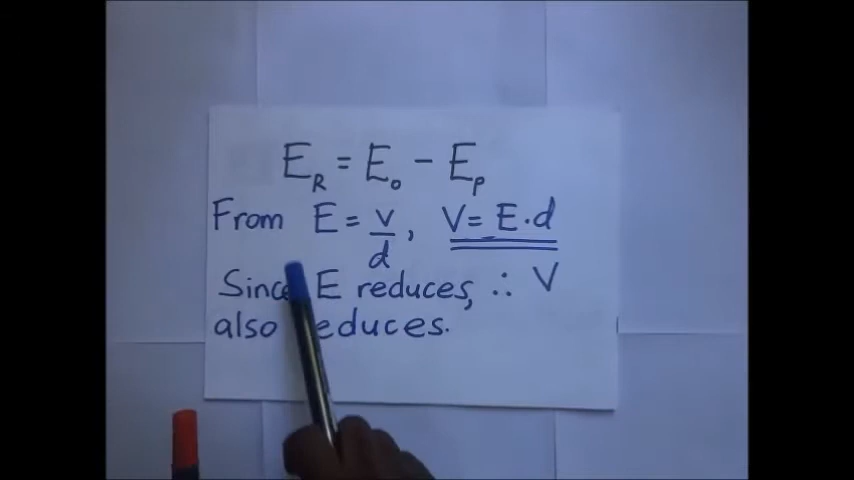 E_R = E_o - E_p
From E = V/d, V = E·d
Since E reduces, ∴ V
also reduces.